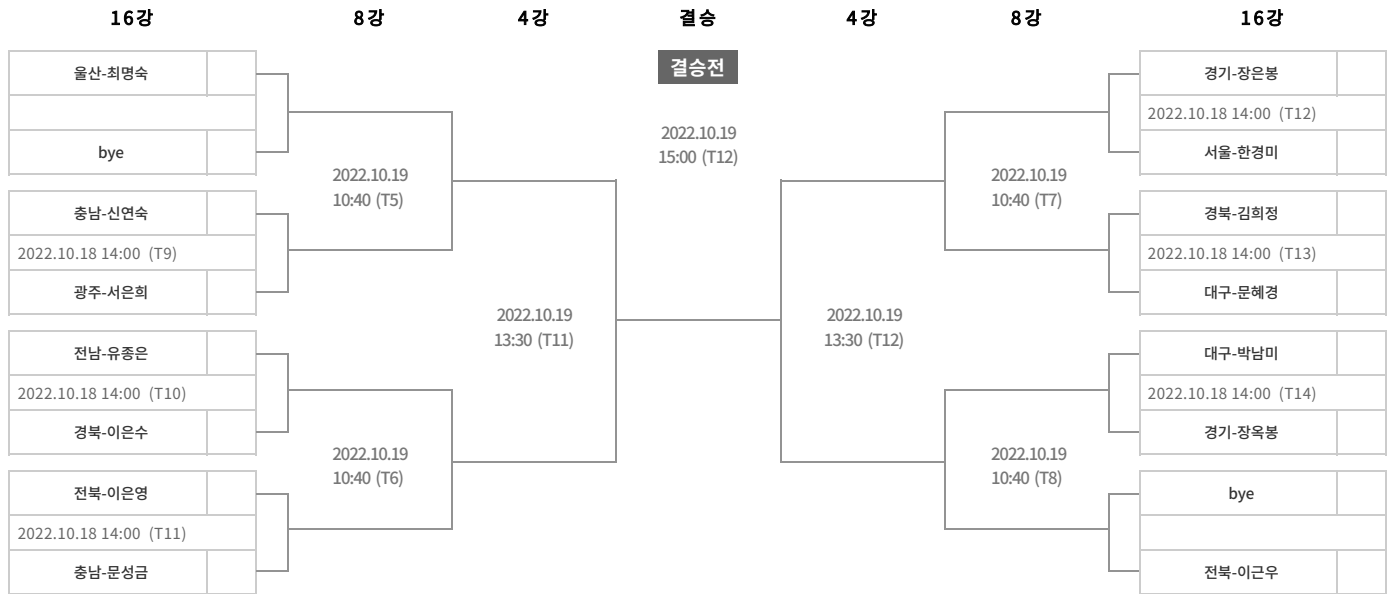 16강 8강 4강 결승 4강 8강 16강
울산-최명숙
bye
충남-신연숙
2022.10.18 14:00 (T9)
광주-서은희
전남-유종은
2022.10.18 14:00 (T10)
경북-이은수
전북-이은영
2022.10.18 14:00 (T11)
충남-문성금
2022.10.19
10:40 (T5)
2022.10.19
10:40 (T6)
2022.10.19
13:30 (T11)
결승전
2022.10.19
15:00 (T12)
2022.10.19
13:30 (T12)
2022.10.19
10:40 (T7)
2022.10.19
10:40 (T8)
경기-장은봉
2022.10.18 14:00 (T12)
서울-한경미
경북-김희정
2022.10.18 14:00 (T13)
대구-문혜경
대구-박남미
2022.10.18 14:00 (T14)
경기-장옥봉
bye
전북-이근우